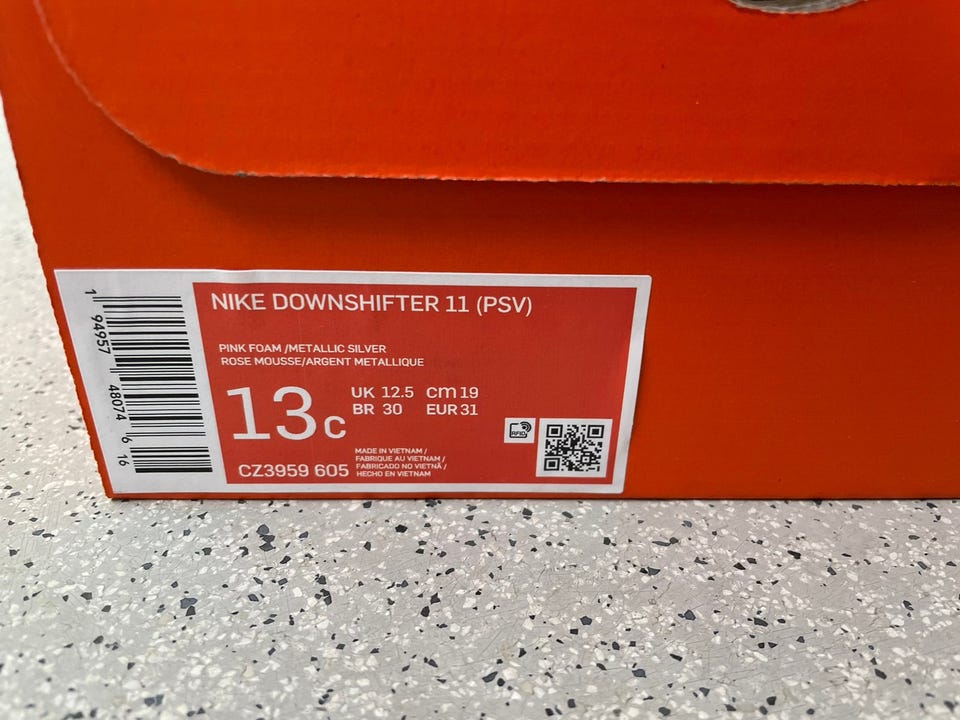 NIKE DOWNSHIFTER 11 (PSV)
PINK FOAM /METALLIC SILVER
ROSE MOUSSE/ARGENT METALLIQUE
13C
UK 12.5 CM 19
BR 30 EUR 31
RFID
CZ3959 605
MADE IN VIETNAM /
FABRIQUE AU VIETNAM /
FABRICADO NO VIETNÃ /
HECHO EN VIETNAM
1 94957 48074 6 16